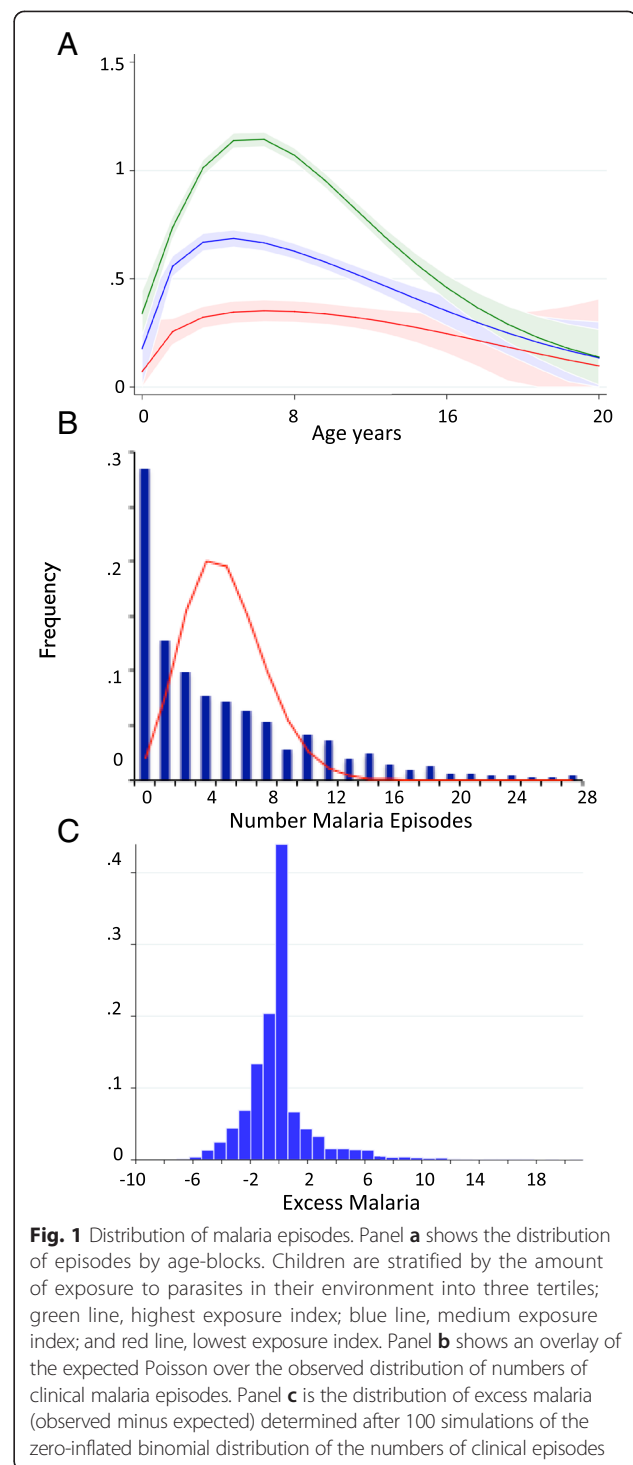 A
1.5
1
.5
0
0 8 16 20
Age years
B
.3
.2
.1
0
Frequency
0 4 8 12 16 20 24 28
Number Malaria Episodes
C
.4
.3
.2
.1
0
-10 -6 -2 2 6 10 14 18
Excess Malaria
Fig. 1 Distribution of malaria episodes. Panel a shows the distribution
of episodes by age-blocks. Children are stratified by the amount
of exposure to parasites in their environment into three tertiles;
green line, highest exposure index; blue line, medium exposure
index; and red line, lowest exposure index. Panel b shows an overlay of
the expected Poisson over the observed distribution of numbers of
clinical malaria episodes. Panel c is the distribution of excess malaria
(observed minus expected) determined after 100 simulations of the
zero-inflated binomial distribution of the numbers of clinical episodes